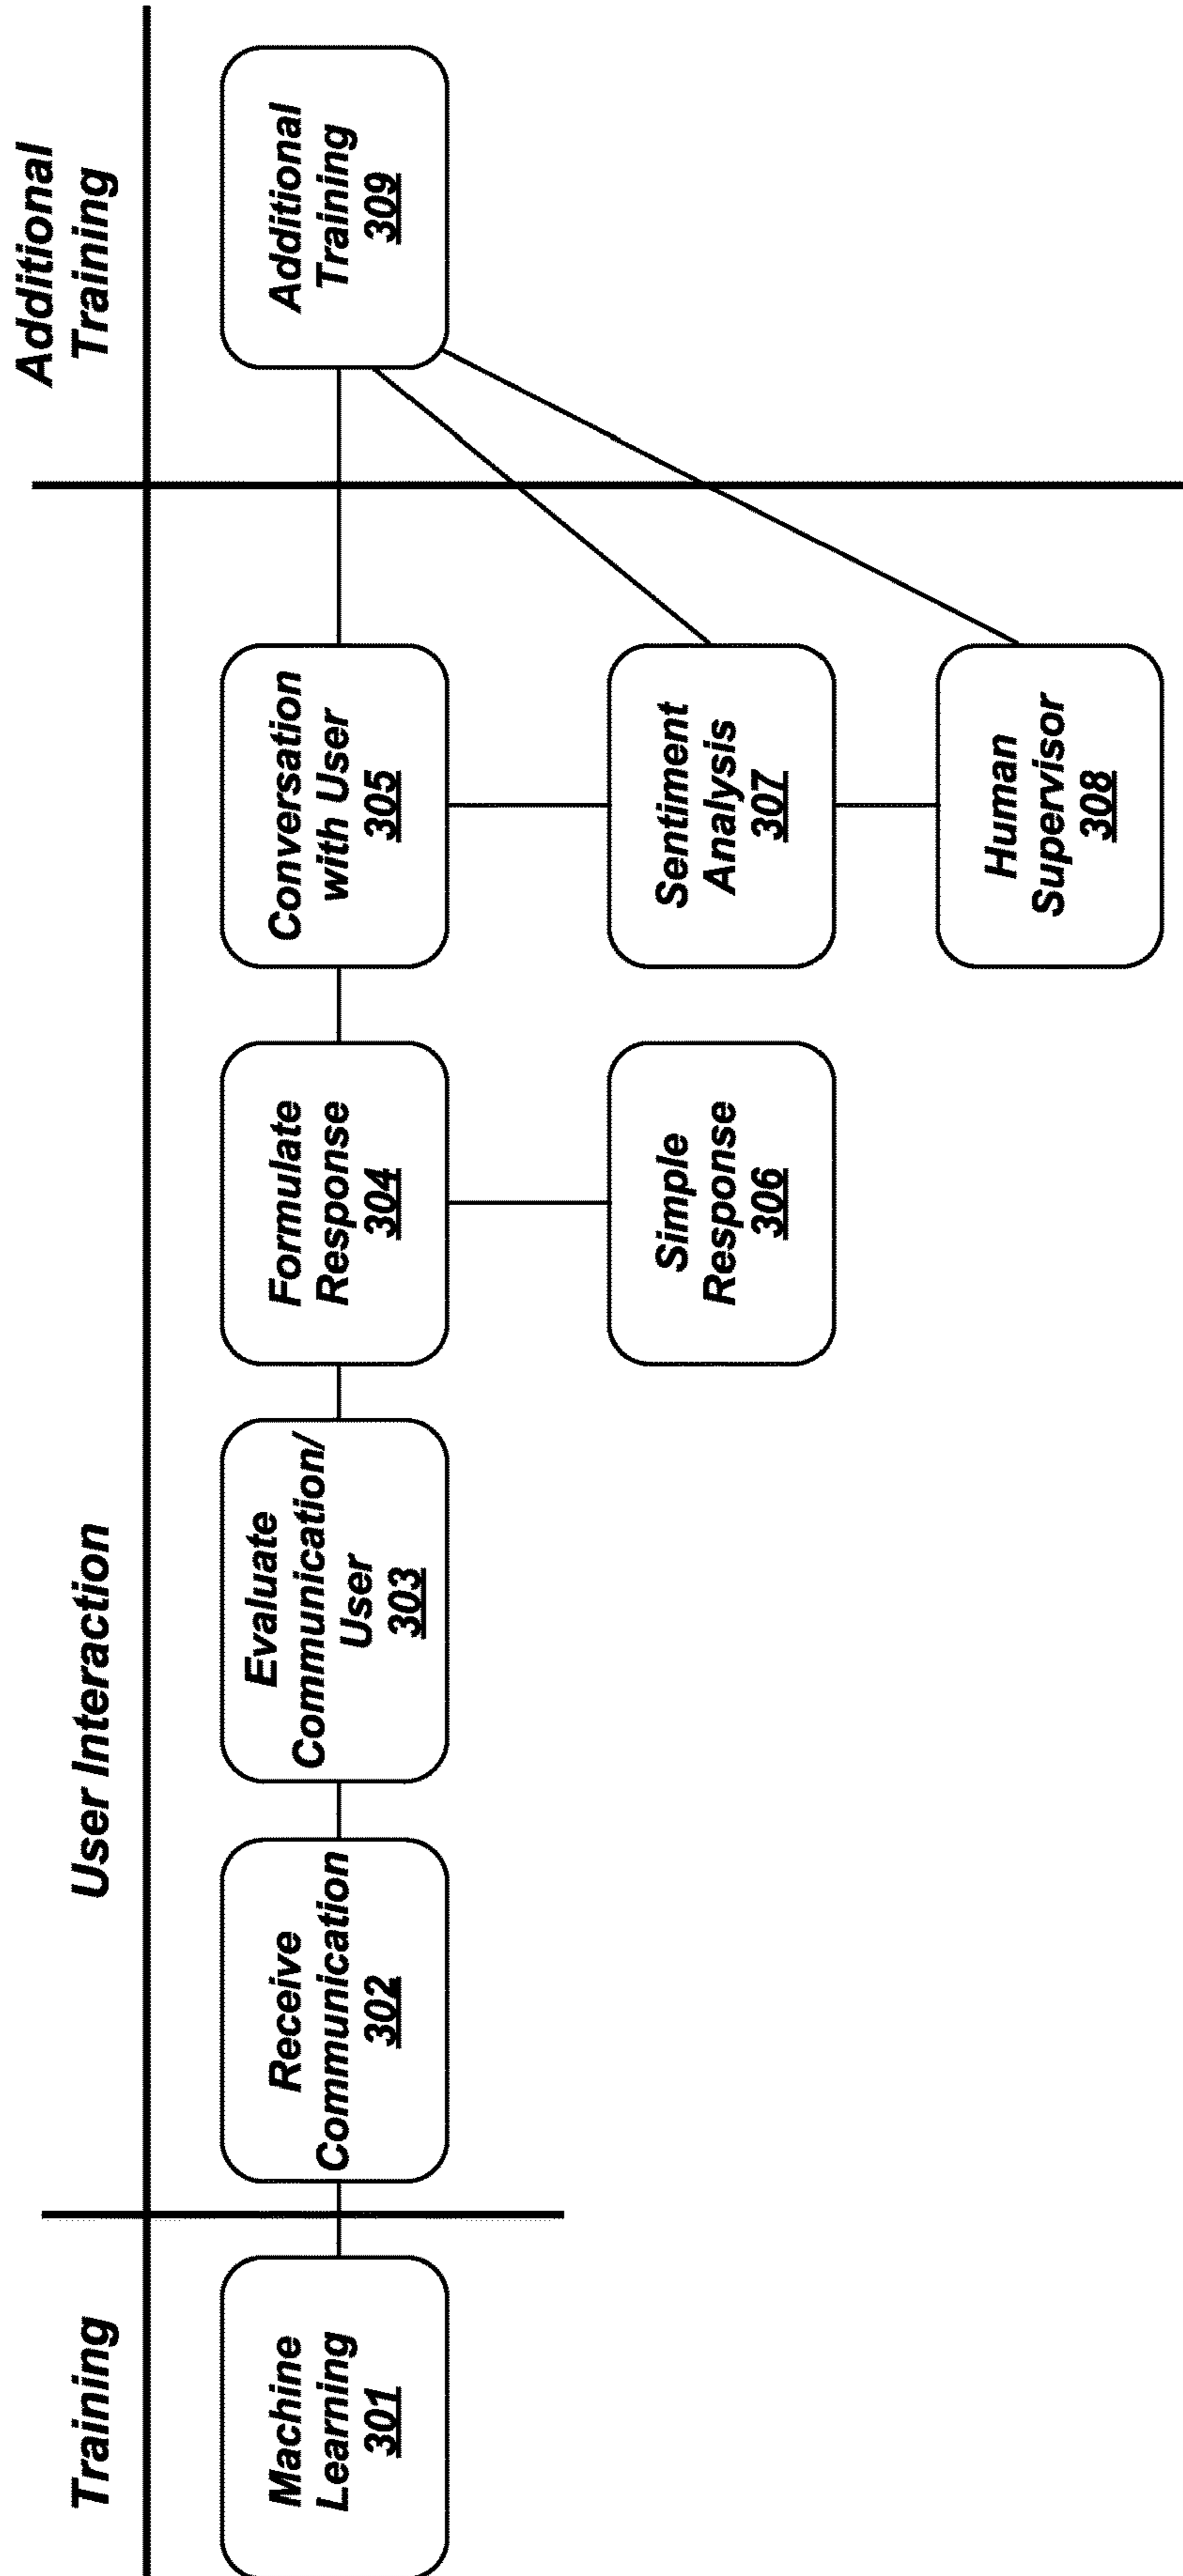 Training
User Interaction
Additional
Training
Machine
Learning
301
Receive
Communication
302
Evaluate
Communication/
User
303
Formulate
Response
304
Conversation
with User
305
Additional
Training
309
Simple
Response
306
Sentiment
Analysis
307
Human
Supervisor
308